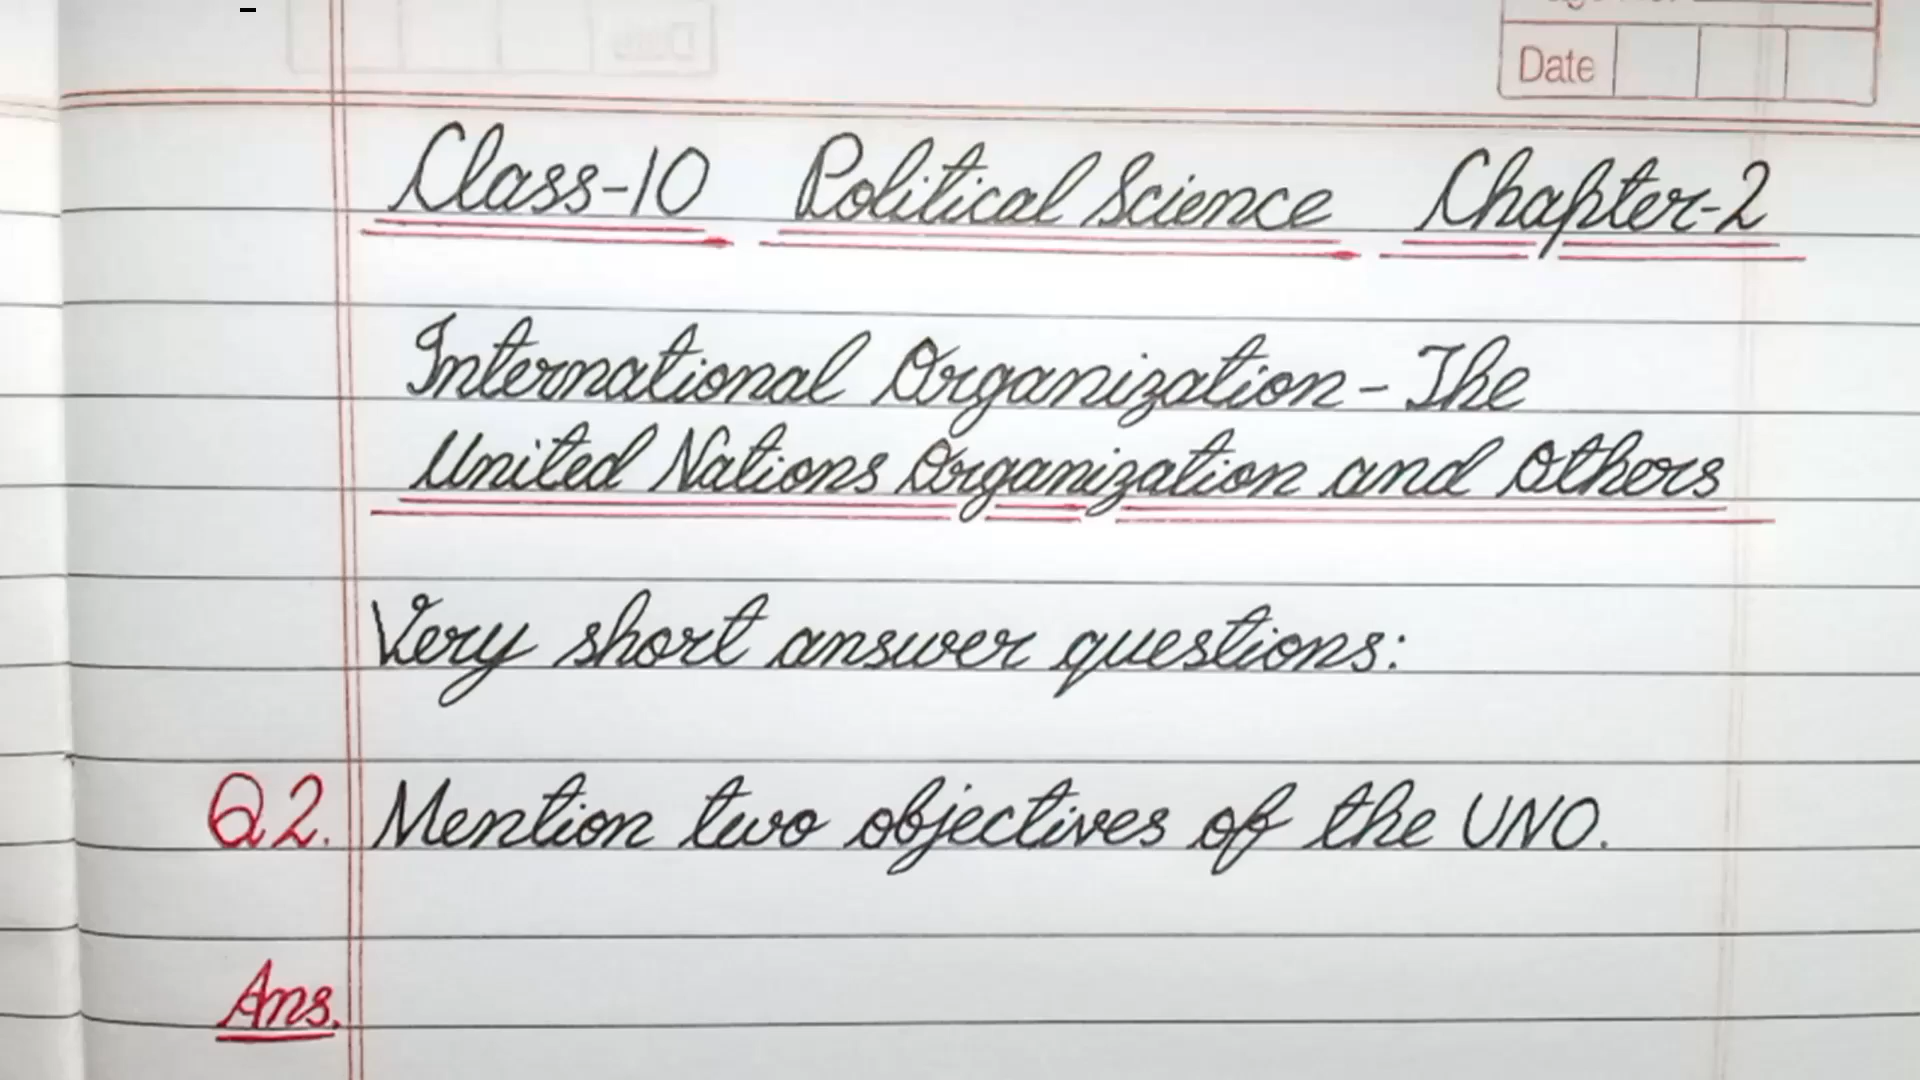 Date
Class-10 Political Science Chapter-2
International Organization-The
United Nations Organization and Others
Very short answer questions:
Q2. Mention two objectives of the UNO.
Ans.